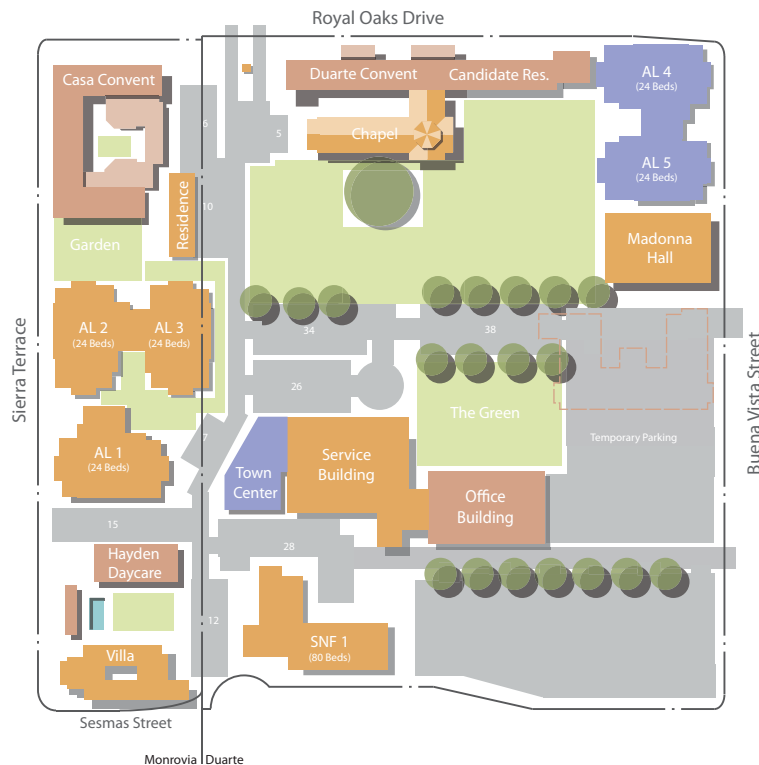 Royal Oaks Drive
Casa Convent
Duarte Convent
Candidate Res.
AL 4
(24 Beds)
6
5
Chapel
AL 5
(24 Beds)
10
Residence
Garden
Madonna
Hall
AL 2
(24 Beds)
AL 3
(24 Beds)
34
38
Sierra Terrace
Buena Vista Street
26
The Green
7
AL 1
(24 Beds)
Temporary Parking
Service
Building
Town
Center
Office
Building
15
28
Hayden
Daycare
12
Villa
SNF 1
(80 Beds)
Sesmas Street
Monrovia
Duarte